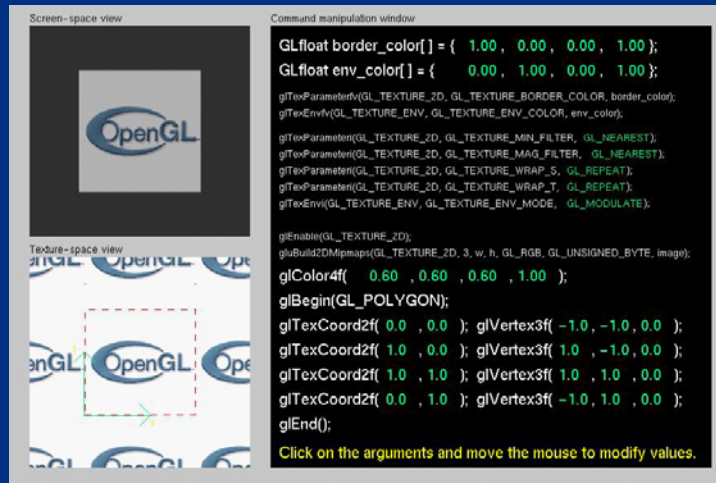 Screen-space view
OpenGL
Texture-space view
OpenGL OpenGL OpenGL
enGL OpenGL Ope
Command manipulation window
GLfloat border_color[ ] = { 1.00 , 0.00 , 0.00 , 1.00 };
GLfloat env_color[ ] = { 0.00 , 1.00 , 0.00 , 1.00 };
glTexParameterfv(GL_TEXTURE_2D, GL_TEXTURE_BORDER_COLOR, border_color);
glTexEnvfv(GL_TEXTURE_ENV, GL_TEXTURE_ENV_COLOR, env_color);
glTexParameteri(GL_TEXTURE_2D, GL_TEXTURE_MIN_FILTER, GL_NEAREST);
glTexParameteri(GL_TEXTURE_2D, GL_TEXTURE_MAG_FILTER, GL_NEAREST);
glTexParameteri(GL_TEXTURE_2D, GL_TEXTURE_WRAP_S, GL_REPEAT);
glTexParameteri(GL_TEXTURE_2D, GL_TEXTURE_WRAP_T, GL_REPEAT);
glTexEnvi(GL_TEXTURE_ENV, GL_TEXTURE_ENV_MODE, GL_MODULATE);
glEnable(GL_TEXTURE_2D);
gluBuild2DMipmaps(GL_TEXTURE_2D, 3, w, h, GL_RGB, GL_UNSIGNED_BYTE, image);
glColor4f( 0.60 , 0.60 , 0.60 , 1.00 );
glBegin(GL_POLYGON);
glTexCoord2f( 0.0 , 0.0 ); glVertex3f( -1.0 , -1.0 , 0.0 );
glTexCoord2f( 1.0 , 0.0 ); glVertex3f( 1.0 , -1.0 , 0.0 );
glTexCoord2f( 1.0 , 1.0 ); glVertex3f( 1.0 , 1.0 , 0.0 );
glTexCoord2f( 0.0 , 1.0 ); glVertex3f( -1.0 , 1.0 , 0.0 );
glEnd();
Click on the arguments and move the mouse to modify values.